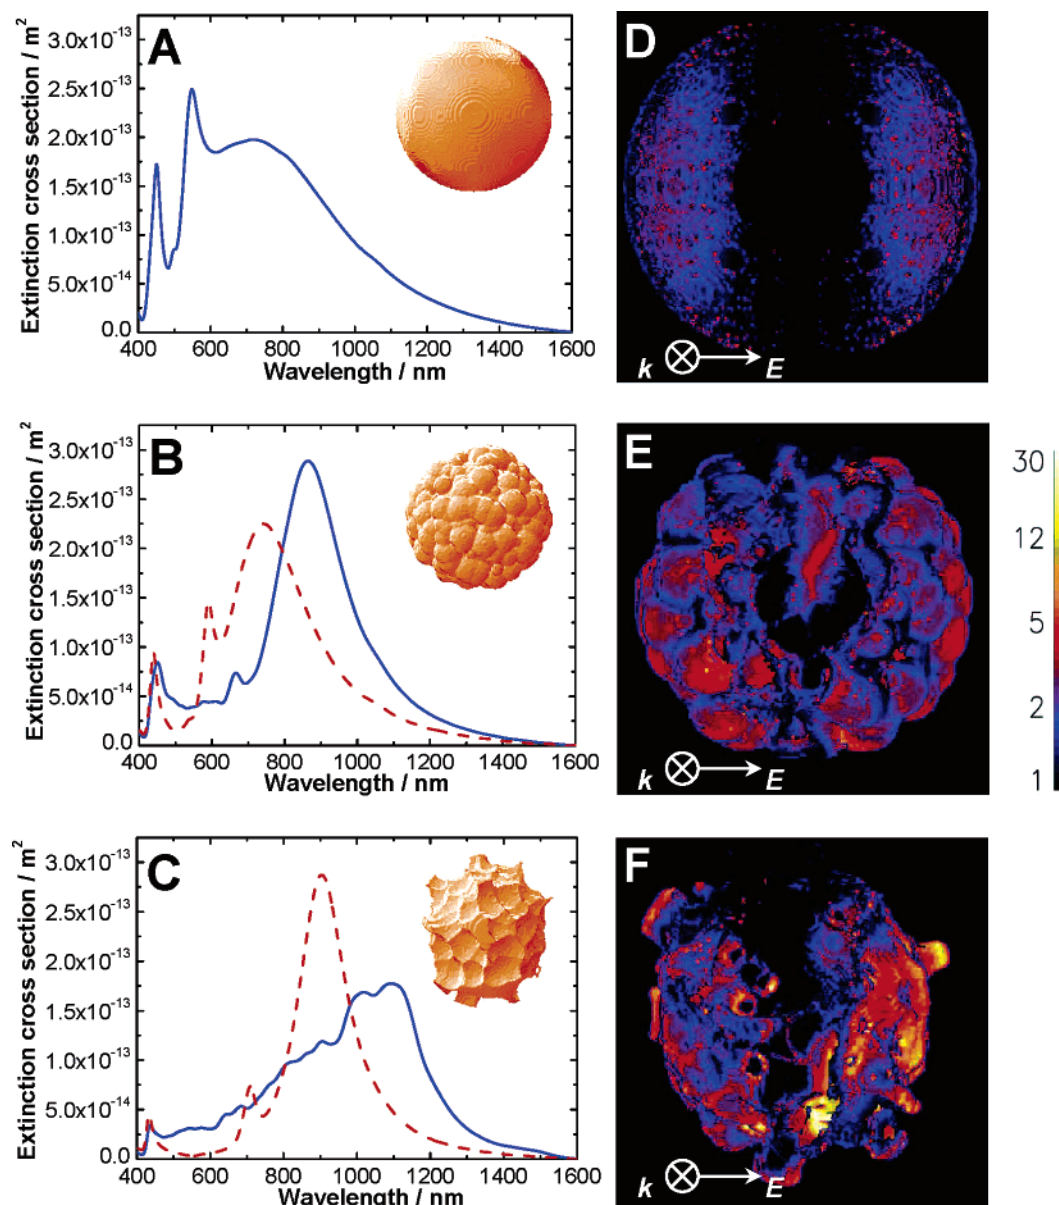 A
Extinction cross section / m²
3.0x10⁻¹³
2.5x10⁻¹³
2.0x10⁻¹³
1.5x10⁻¹³
1.0x10⁻¹³
5.0x10⁻¹⁴
0.0
400 600 800 1000 1200 1400 1600
Wavelength / nm
D
k E
B
Extinction cross section / m²
3.0x10⁻¹³
2.5x10⁻¹³
2.0x10⁻¹³
1.5x10⁻¹³
1.0x10⁻¹³
5.0x10⁻¹⁴
0.0
400 600 800 1000 1200 1400 1600
Wavelength / nm
E
k E
30
12
5
2
1
C
Extinction cross section / m²
3.0x10⁻¹³
2.5x10⁻¹³
2.0x10⁻¹³
1.5x10⁻¹³
1.0x10⁻¹³
5.0x10⁻¹⁴
0.0
400 600 800 1000 1200 1400 1600
Wavelength / nm
F
k E